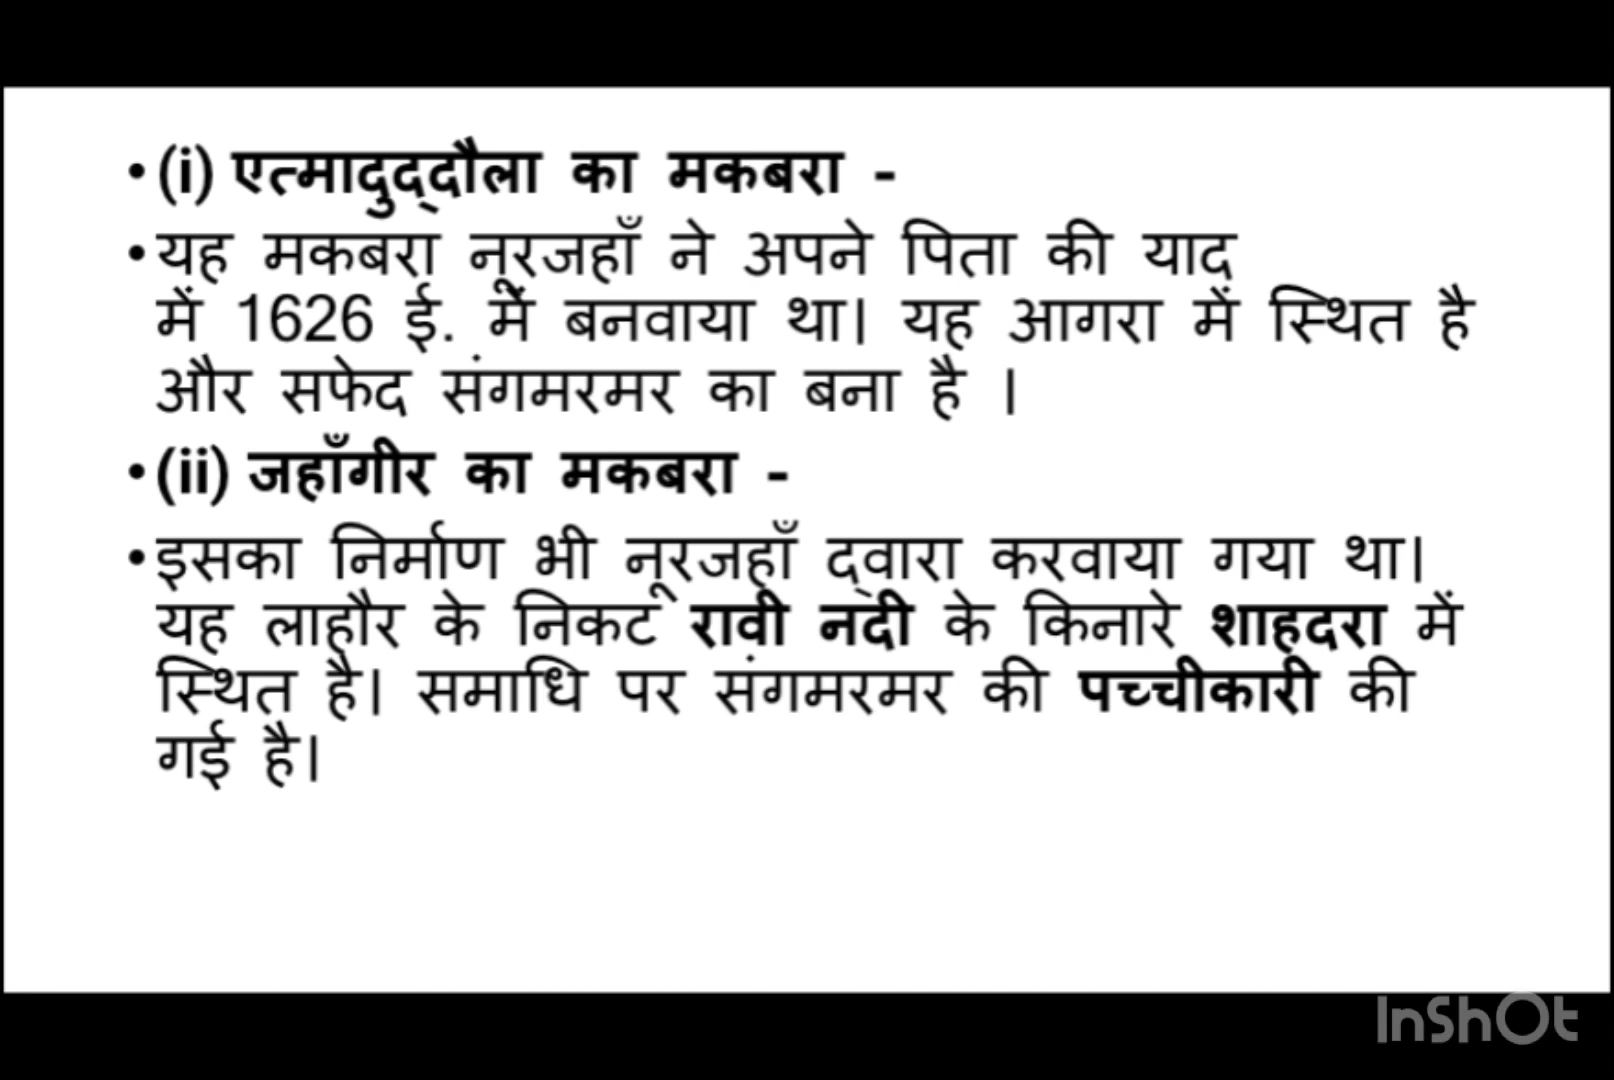 • (i) एत्मादुद्दौला का मकबरा -
• यह मकबरा नूरजहाँ ने अपने पिता की याद
में 1626 ई. में बनवाया था। यह आगरा में स्थित है
और सफेद संगमरमर का बना है ।
• (ii) जहाँगीर का मकबरा -
• इसका निर्माण भी नूरजहाँ द्वारा करवाया गया था।
यह लाहौर के निकट रावी नदी के किनारे शाहदरा में
स्थित है। समाधि पर संगमरमर की पच्चीकारी की
गई है।
InShOt